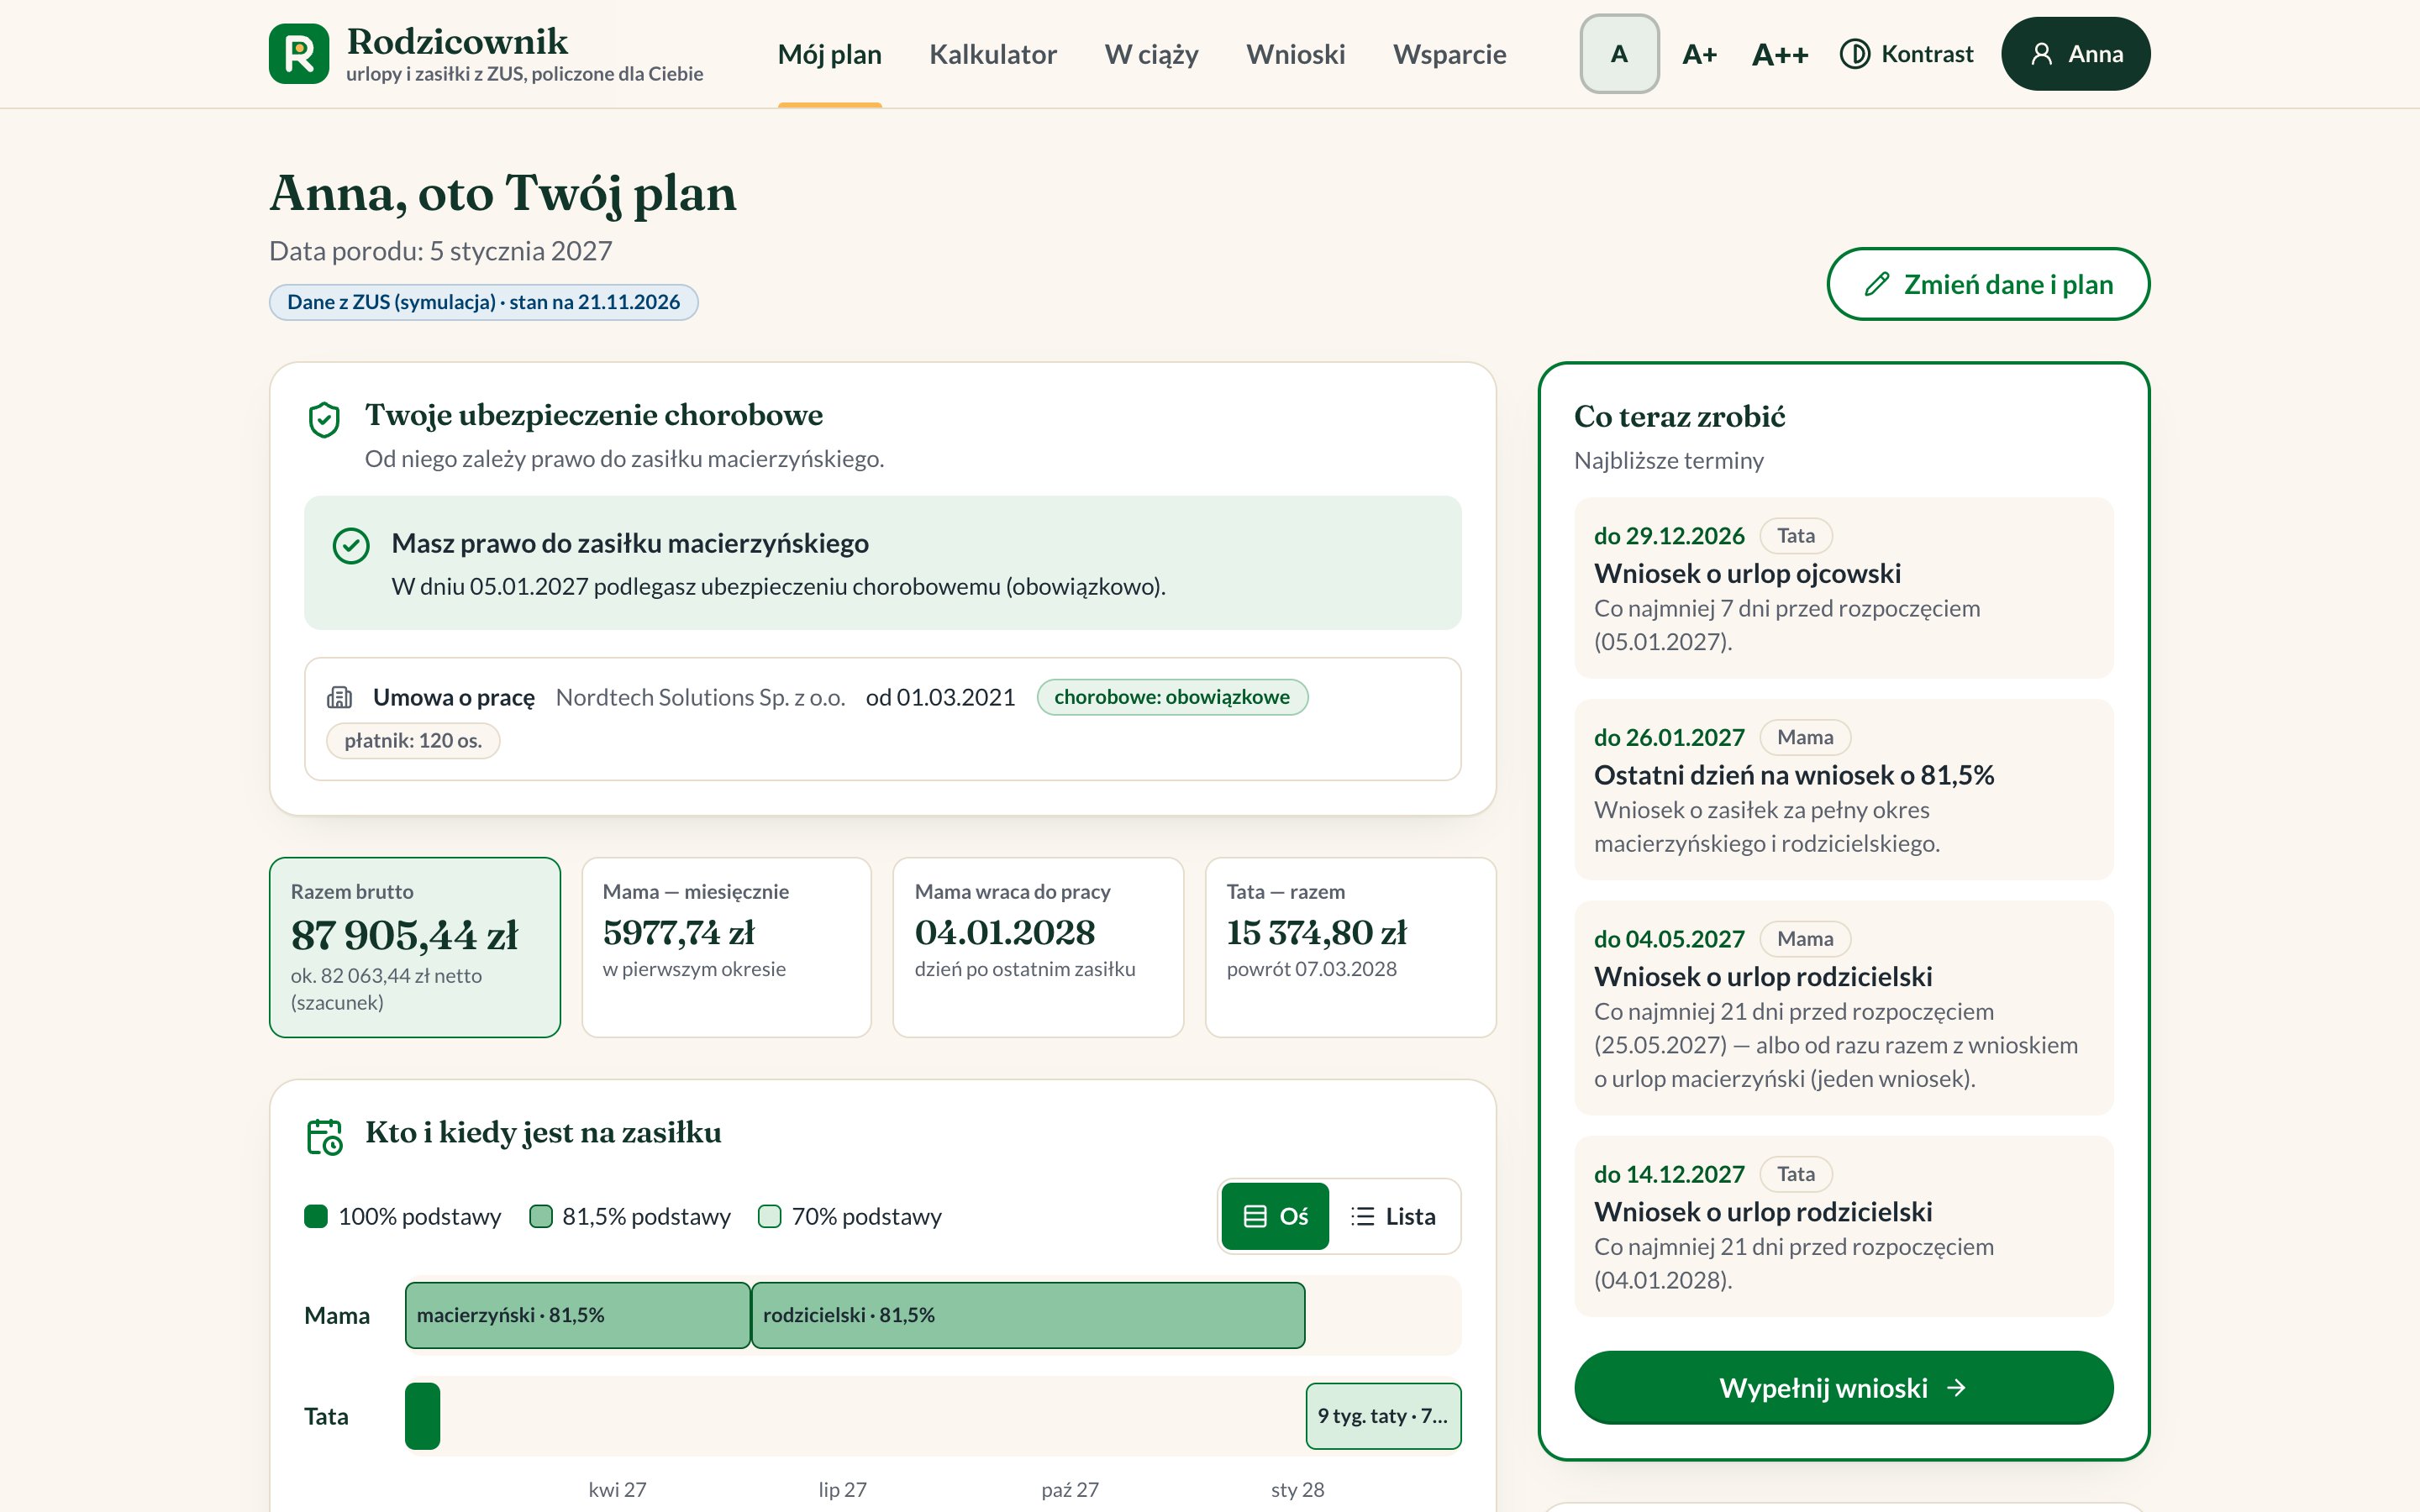 Rodzicownik
urlopy i zasiłki z ZUS, policzone dla Ciebie
Mój plan
Kalkulator
W ciąży
Wnioski
Wsparcie
A
A+
A++
Kontrast
Anna
Anna, oto Twój plan
Data porodu: 5 stycznia 2027
Dane z ZUS (symulacja) · stan na 21.11.2026
Zmień dane i plan
Twoje ubezpieczenie chorobowe
Od niego zależy prawo do zasiłku macierzyńskiego.
Masz prawo do zasiłku macierzyńskiego
W dniu 05.01.2027 podlegasz ubezpieczeniu chorobowemu (obowiązkowo).
Umowa o pracę Nordtech Solutions Sp. z o.o. od 01.03.2021 chorobowe: obowiązkowe
płatnik: 120 os.
Razem brutto
87 905,44 zł
ok. 82 063,44 zł netto
(szacunek)
Mama — miesięcznie
5977,74 zł
w pierwszym okresie
Mama wraca do pracy
04.01.2028
dzień po ostatnim zasiłku
Tata — razem
15 374,80 zł
powrót 07.03.2028
Kto i kiedy jest na zasiłku
100% podstawy
81,5% podstawy
70% podstawy
Oś
Lista
Mama
macierzyński · 81,5%
rodzicielski · 81,5%
Tata
9 tyg. taty · 7...
kwi 27
lip 27
paź 27
sty 28
Co teraz zrobić
Najbliższe terminy
do 29.12.2026 Tata
Wniosek o urlop ojcowski
Co najmniej 7 dni przed rozpoczęciem
(05.01.2027).
do 26.01.2027 Mama
Ostatni dzień na wniosek o 81,5%
Wniosek o zasiłek za pełny okres
macierzyńskiego i rodzicielskiego.
do 04.05.2027 Mama
Wniosek o urlop rodzicielski
Co najmniej 21 dni przed rozpoczęciem
(25.05.2027) — albo od razu razem z wnioskiem
o urlop macierzyński (jeden wniosek).
do 14.12.2027 Tata
Wniosek o urlop rodzicielski
Co najmniej 21 dni przed rozpoczęciem
(04.01.2028).
Wypełnij wnioski